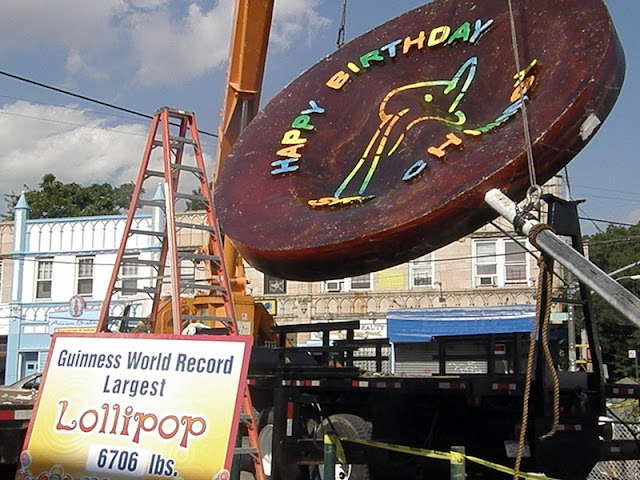 HAPPY BIRTHDAY
Guinness World Record
Largest
Lollipop
6706 lbs.